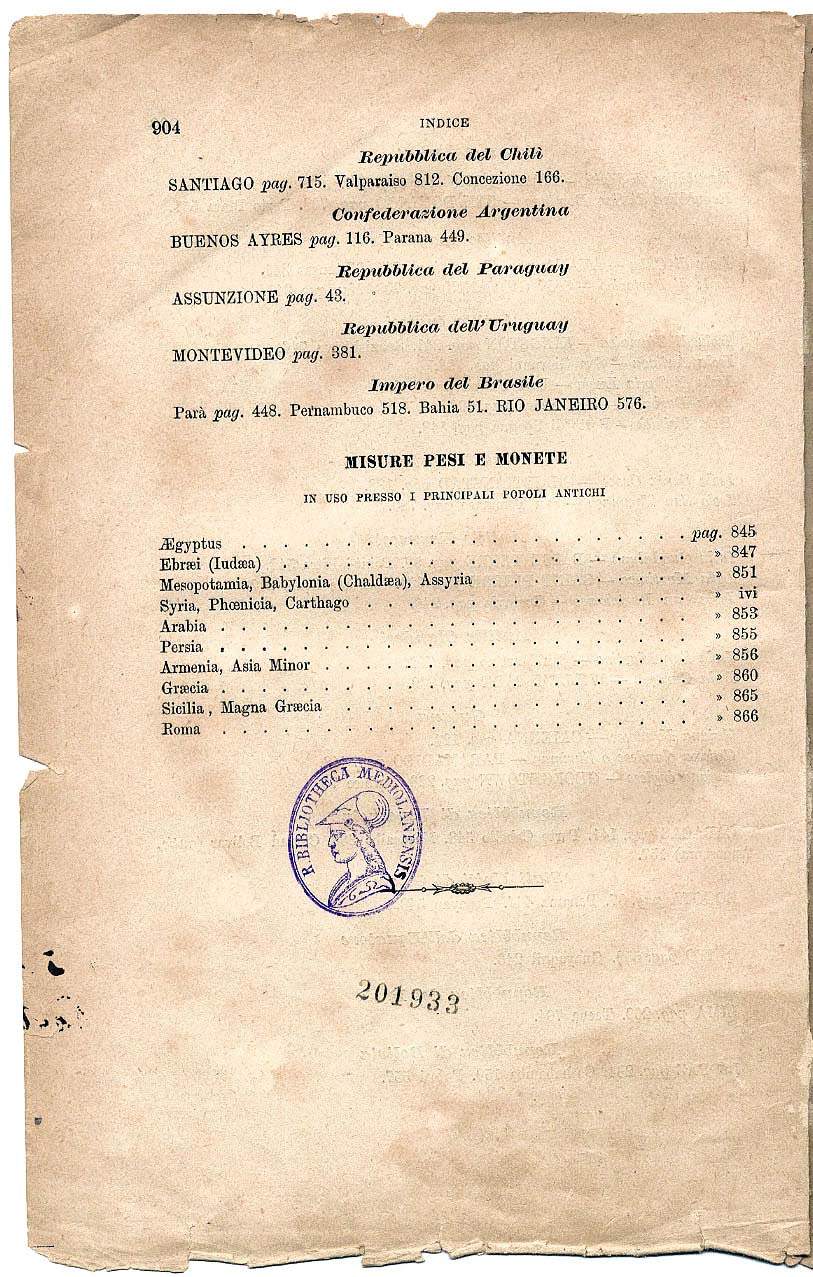 904 INDICE
Repubblica del Chilì
SANTIAGO pag. 715. Valparaiso 812. Concezione 166.
Confederazione Argentina
BUENOS AYRES pag. 116. Parana 449.
Repubblica del Paraguay
ASSUNZIONE pag. 43.
Repubblica dell' Uruguay
MONTEVIDEO pag. 381.
Impero del Brasile
Parà pag. 448. Pernambuco 518. Bahia 51. RIO JANEIRO 576.
MISURE PESI E MONETE
IN USO PRESSO I PRINCIPALI POPOLI ANTICHI
Ægyptus . . . . . . . . . . . . . . . . . . . . . . pag. 845
Ebræi (Iudæa) . . . . . . . . . . . . . . . . . . . . » 847
Mesopotamia, Babylonia (Chaldæa), Assyria . . . . . . . . . . » 851
Syria, Phœnicia, Carthago . . . . . . . . . . . . . . . . » ivi
Arabia . . . . . . . . . . . . . . . . . . . . . . . » 853
Persia . . . . . . . . . . . . . . . . . . . . . . . » 855
Armenia, Asia Minor . . . . . . . . . . . . . . . . . . » 856
Græcia . . . . . . . . . . . . . . . . . . . . . . . » 860
Sicilia, Magna Græcia . . . . . . . . . . . . . . . . . » 865
Roma . . . . . . . . . . . . . . . . . . . . . . . » 866
R. BIBLIOTHECA MEDIOLANENSIS
201933